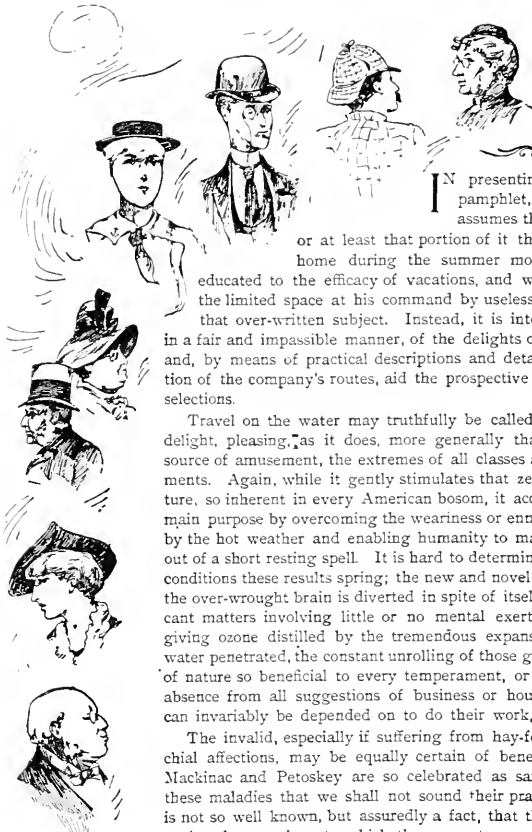 IN presentin
pamphlet,
assumes th
or at least that portion of it th
home during the summer mo
educated to the efficacy of vacations, and w
the limited space at his command by useless
that over-written subject. Instead, it is inte
in a fair and impassible manner, of the delights o
and, by means of practical descriptions and deta
tion of the company's routes, aid the prospective
selections.
Travel on the water may truthfully be called
delight, pleasing, as it does, more generally tha
source of amusement, the extremes of all classes a
ments. Again, while it gently stimulates that ze
ture, so inherent in every American bosom, it acc
main purpose by overcoming the weariness or enn
by the hot weather and enabling humanity to ma
out of a short resting spell. It is hard to determin
conditions these results spring; the new and novel
the over-wrought brain is diverted in spite of itsel
cant matters involving little or no mental exert
giving ozone distilled by the tremendous expans
water penetrated, the constant unrolling of those g
of nature so beneficial to every temperament, or
absence from all suggestions of business or hou
can invariably be depended on to do their work,
The invalid, especially if suffering from hay-fe
chial affections, may be equally certain of bene
Mackinac and Petoskey are so celebrated as sa
these maladies that we shall not sound their pra
is not so well known, but assuredly a fact, that t